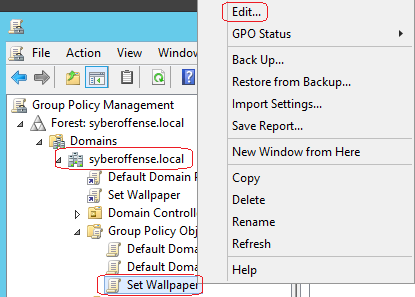 File Action View Window
Group Policy Management
Forest: syberoffense.local
Domains
syberoffense.local
Default Domain P
Set Wallpaper
Domain Controll
Group Policy Obj
Default Doma
Default Doma
Set Wallpaper
Edit...
GPO Status
Back Up...
Restore from Backup...
Import Settings...
Save Report...
New Window from Here
Copy
Delete
Rename
Refresh
Help